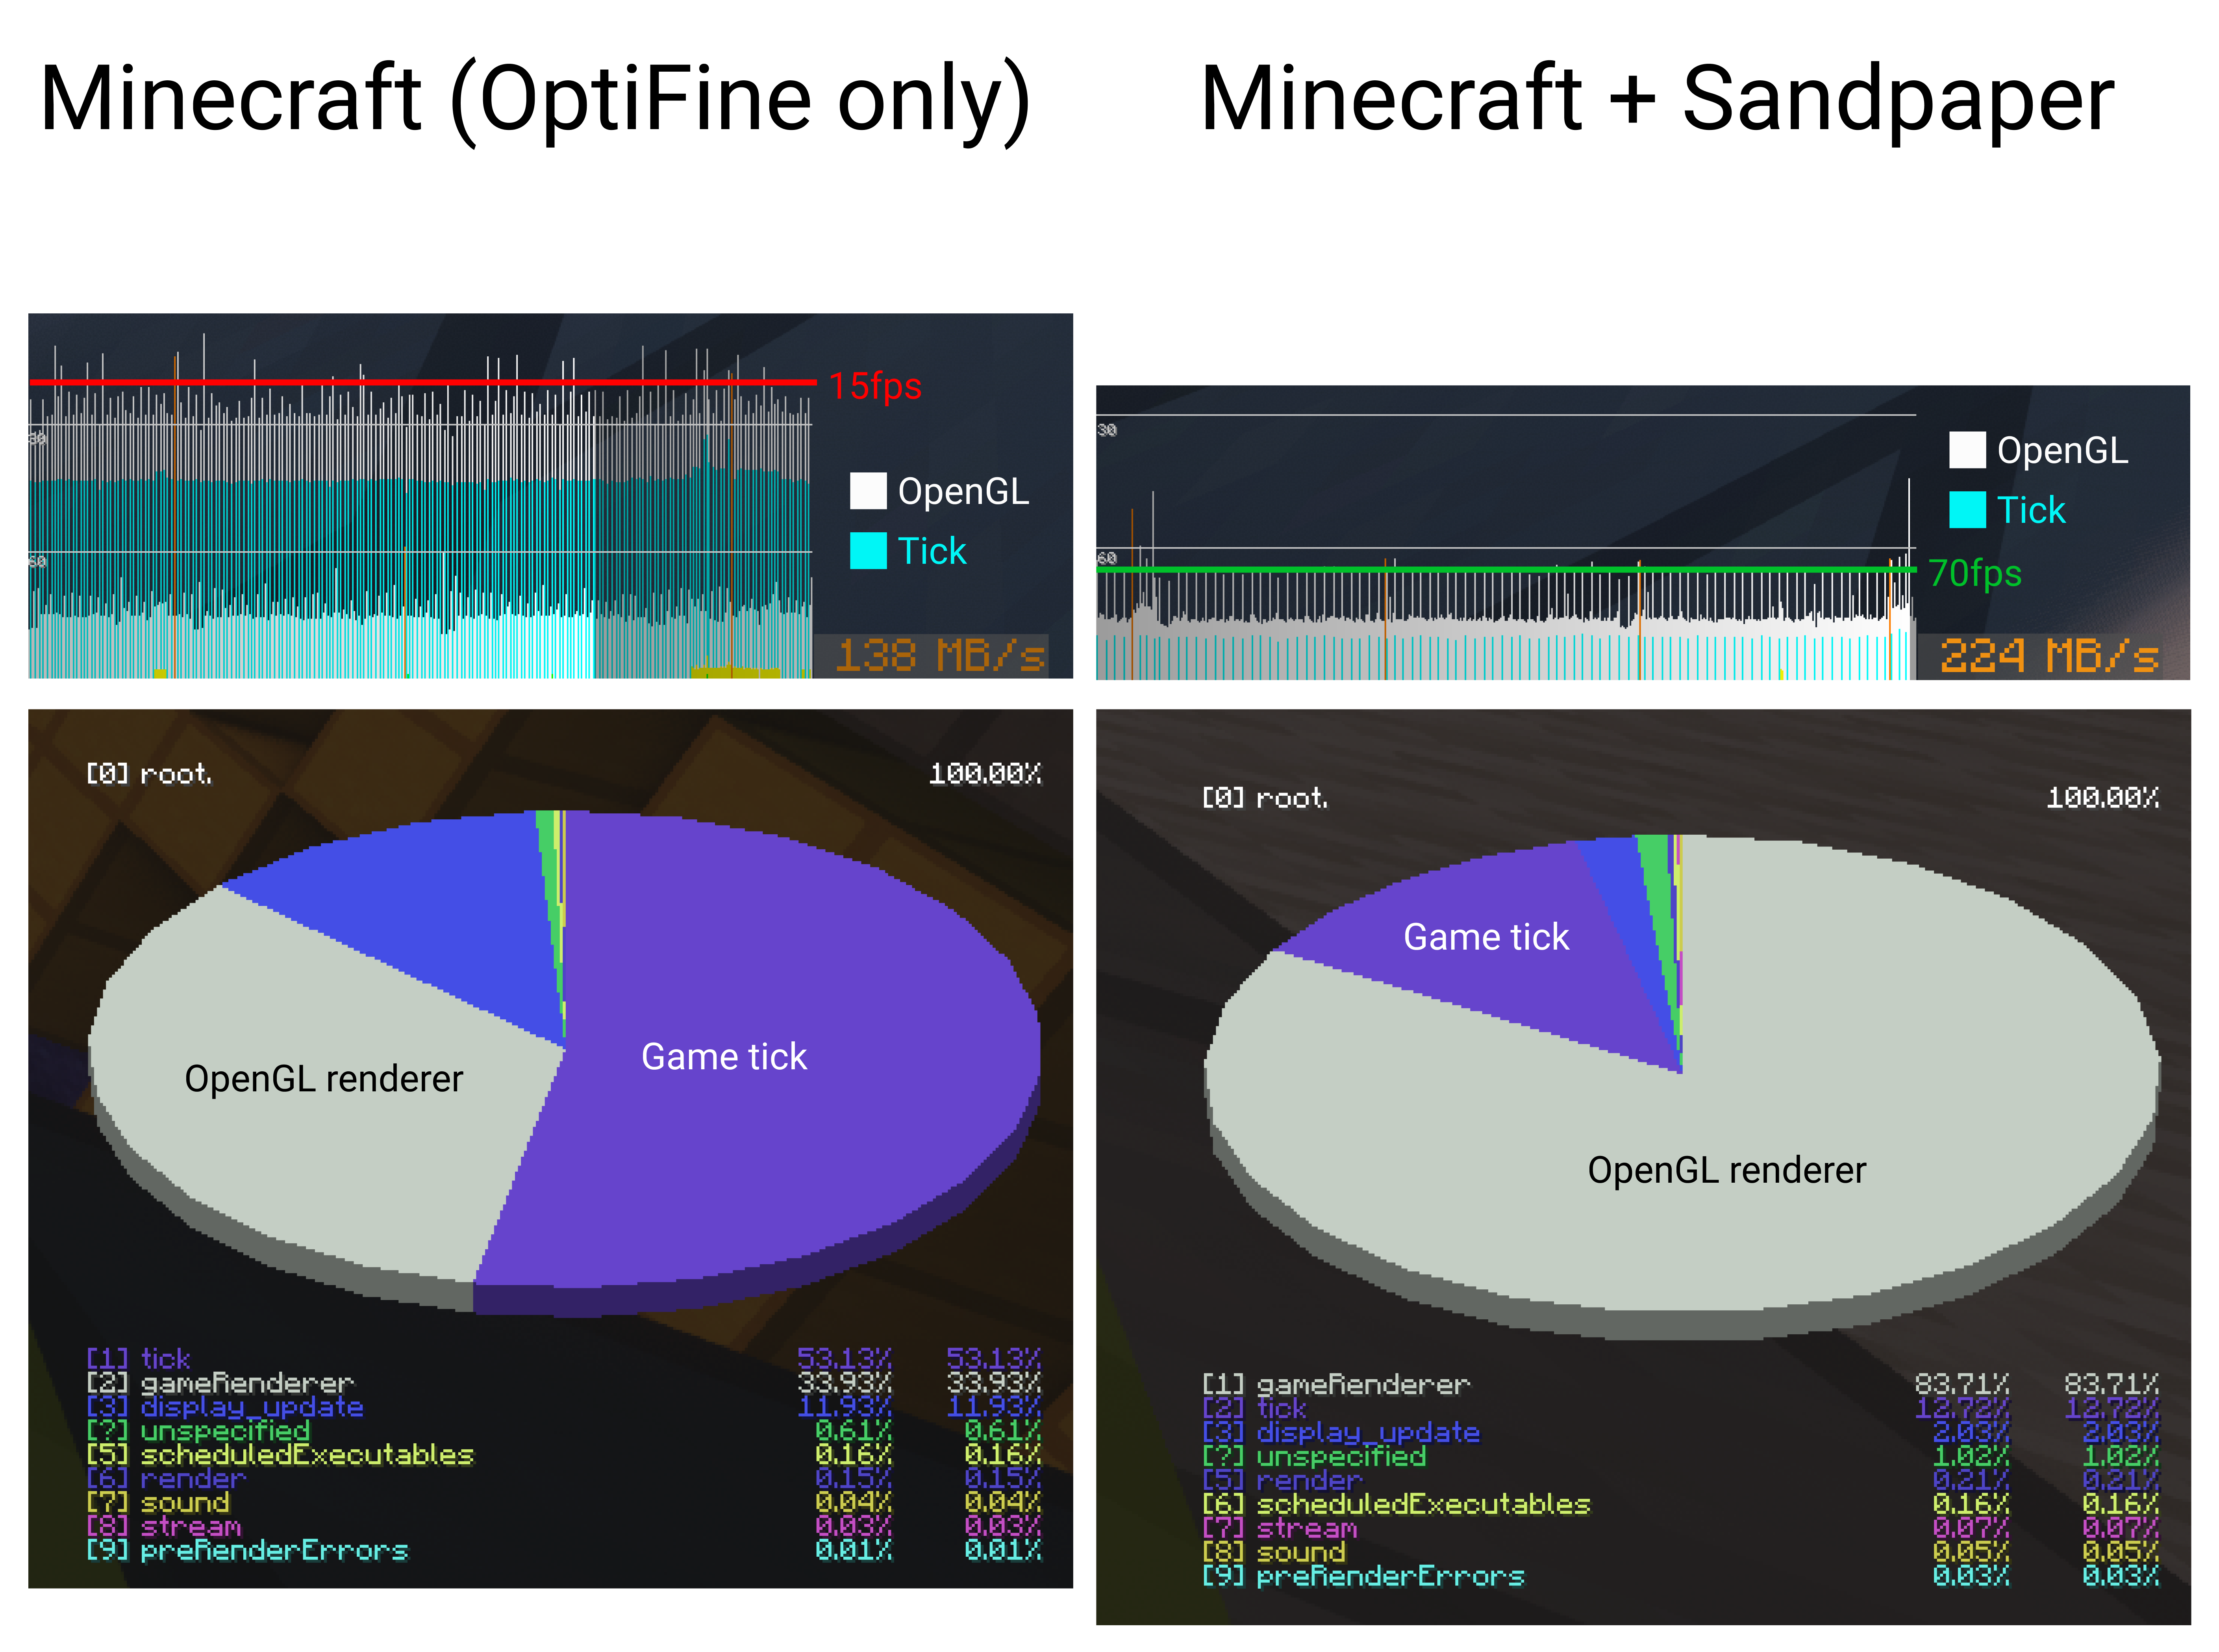 Minecraft (OptiFine only)
Minecraft + Sandpaper
15fps
30
OpenGL
Tick
60
138 MB/s
30
OpenGL
Tick
60
70fps
224 MB/s
[0] root. 100.00%
OpenGL renderer
Game tick
[1] tick 53.13% 53.13%
[2] gameRenderer 33.93% 33.93%
[3] display_update 11.93% 11.93%
[?] unspecified 0.61% 0.61%
[5] scheduledExecutables 0.16% 0.16%
[6] render 0.15% 0.15%
[7] sound 0.04% 0.04%
[8] stream 0.03% 0.03%
[9] preRenderErrors 0.01% 0.01%
[0] root. 100.00%
Game tick
OpenGL renderer
[1] gameRenderer 83.71% 83.71%
[2] tick 12.72% 12.72%
[3] display_update 2.03% 2.03%
[?] unspecified 1.02% 1.02%
[5] render 0.21% 0.21%
[6] scheduledExecutables 0.16% 0.16%
[7] stream 0.07% 0.07%
[8] sound 0.05% 0.05%
[9] preRenderErrors 0.03% 0.03%